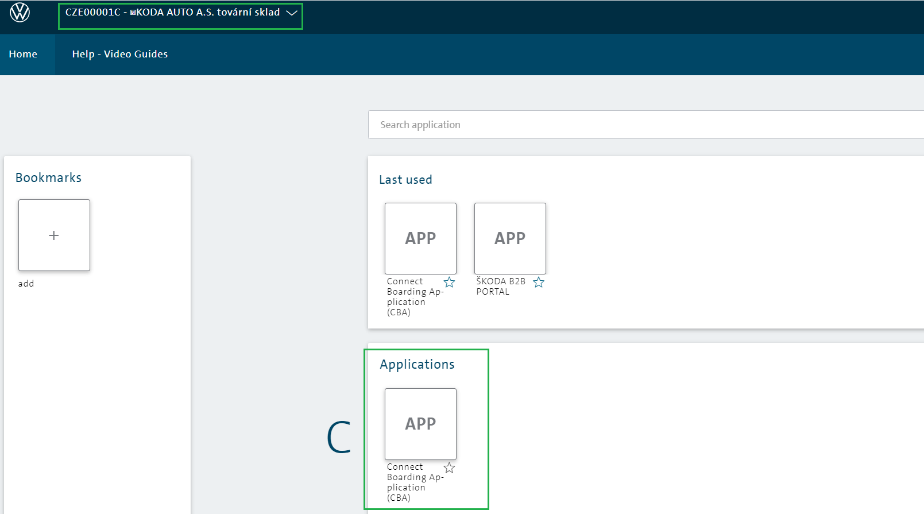 CZE00001C - KODA AUTO A.S. tovární sklad
Home
Help - Video Guides
Search application
Bookmarks
+
add
Last used
APP
Connect
Boarding Ap-
plication
(CBA)
APP
ŠKODA B2B
PORTAL
C
Applications
APP
Connect
Boarding Ap-
plication
(CBA)